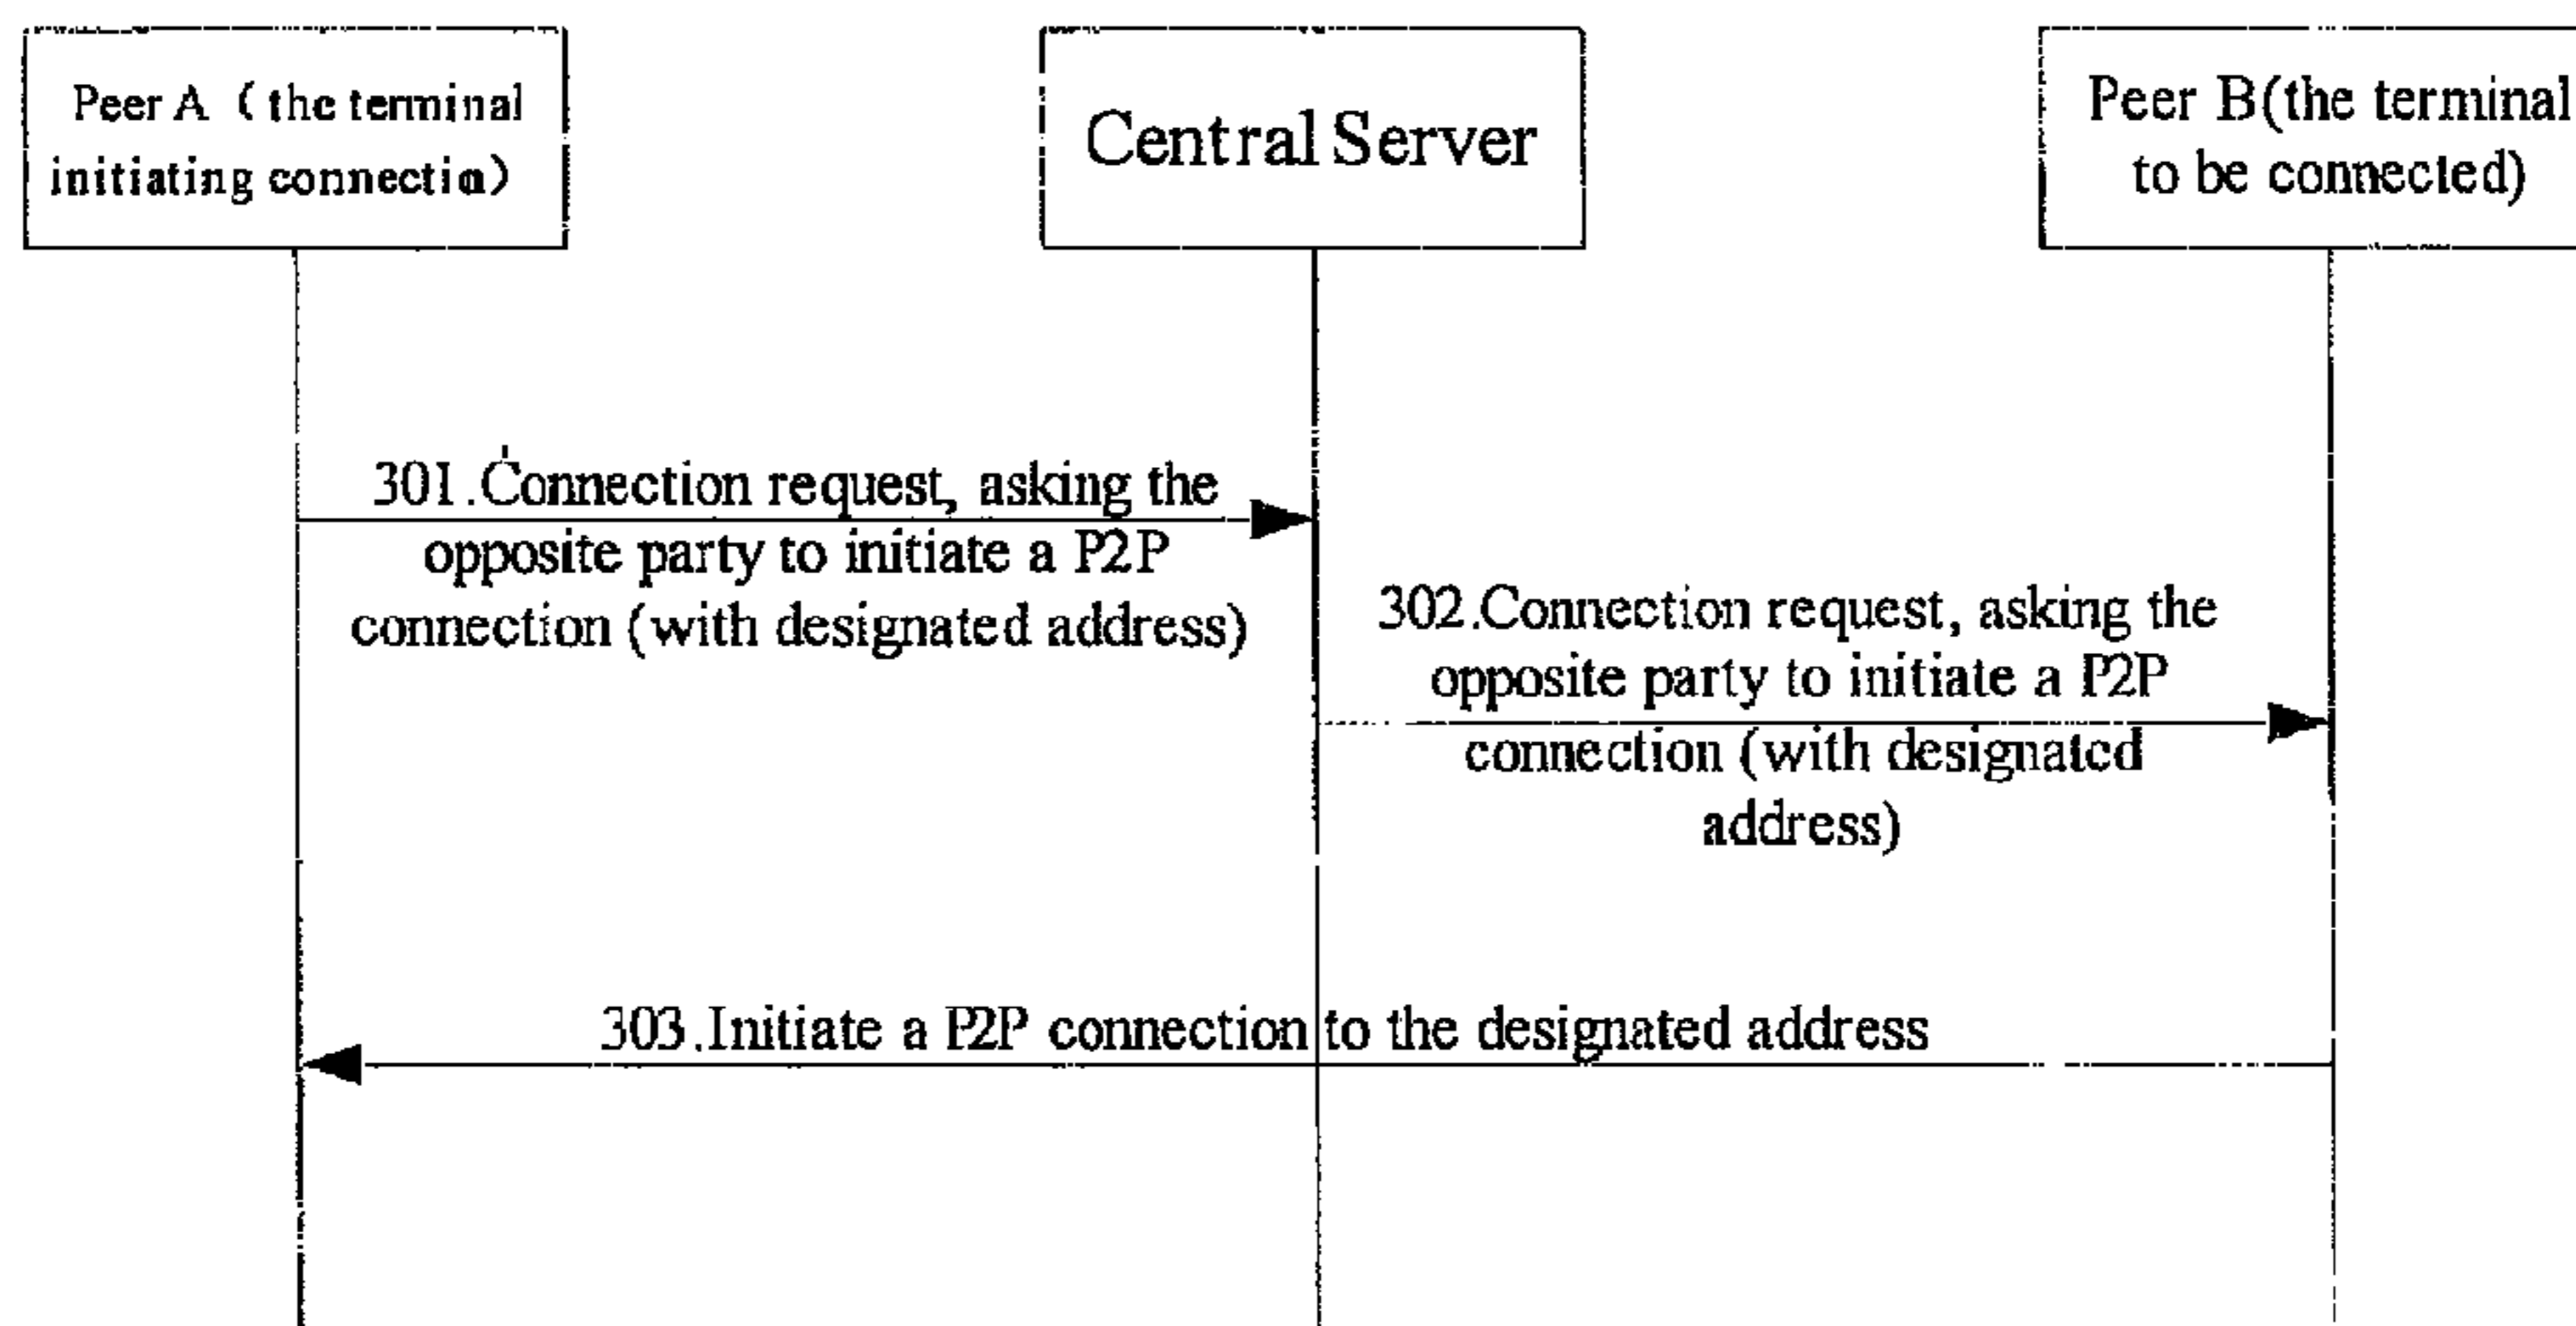 Peer A ( the terminal
initiating connection)
Central Server
Peer B(the terminal
to be connected)
301.Connection request, asking the
opposite party to initiate a P2P
connection (with designated address)
302.Connection request, asking the
opposite party to initiate a P2P
connection (with designated
address)
303.Initiate a P2P connection to the designated address